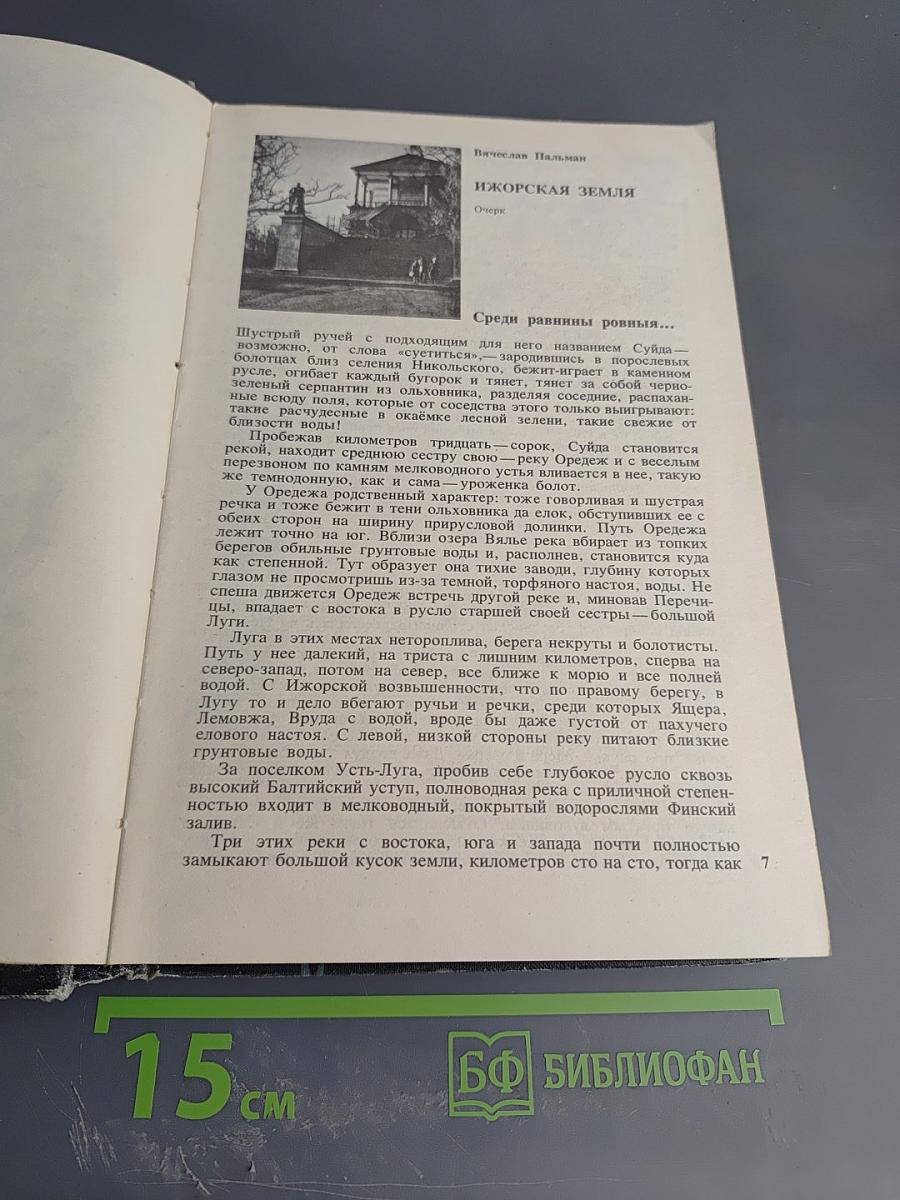 Вячеслав Пальман
ИЖОРСКАЯ ЗЕМЛЯ
Очерк
Среди равнины ровныя...
Шустрый ручей с подходящим для него названием Суйда—
возможно, от слова «суетиться»,—зародившись в порослевых
болотцах близ селения Никольского, бежит-играет в каменном
русле, огибает каждый бугорок и тянет, тянет за собой черно-
зеленый серпантин из ольховника, разделяя соседние, распахан-
ные всюду поля, которые от соседства этого только выигрывают:
такие расчудесные в окаёмке лесной зелени, такие свежие от
близости воды!
Пробежав километров тридцать—сорок, Суйда становится
рекой, находит среднюю сестру свою—реку Оредеж и с веселым
перезвоном по камням мелководного устья вливается в нее, такую
же темнодонную, как и сама—уроженка болот.
У Оредежа родственный характер: тоже говорливая и шустрая
речка и тоже бежит в тени ольховника да елок, обступивших ее с
обеих сторон на ширину прирусловой долинки. Путь Оредежа
лежит точно на юг. Вблизи озера Вялье река вбирает из топких
берегов обильные грунтовые воды и, располнев, становится куда
как степенной. Тут образует она тихие заводи, глубину которых
глазом не просмотришь из-за темной, торфяного настоя, воды. Не
спеша движется Оредеж встречь другой реке и, миновав Перечи-
цы, впадает с востока в русло старшей своей сестры—большой
Луги.
Луга в этих местах нетороплива, берега некруты и болотисты.
Путь у нее далекий, на триста с лишним километров, сперва на
северо-запад, потом на север, все ближе к морю и все полней
водой. С Ижорской возвышенности, что по правому берегу, в
Лугу то и дело вбегают ручьи и речки, среди которых Ящера,
Лемовжа, Вруда с водой, вроде бы даже густой от пахучего
елового настоя. С левой, низкой стороны реку питают близкие
грунтовые воды.
За поселком Усть-Луга, пробив себе глубокое русло сквозь
высокий Балтийский уступ, полноводная река с приличной степен-
ностью входит в мелководный, покрытый водорослями Финский
залив.
Три этих реки с востока, юга и запада почти полностью
замыкают большой кусок земли, километров сто на сто, тогда как
7
15 см
БФ БИБЛИОФАН